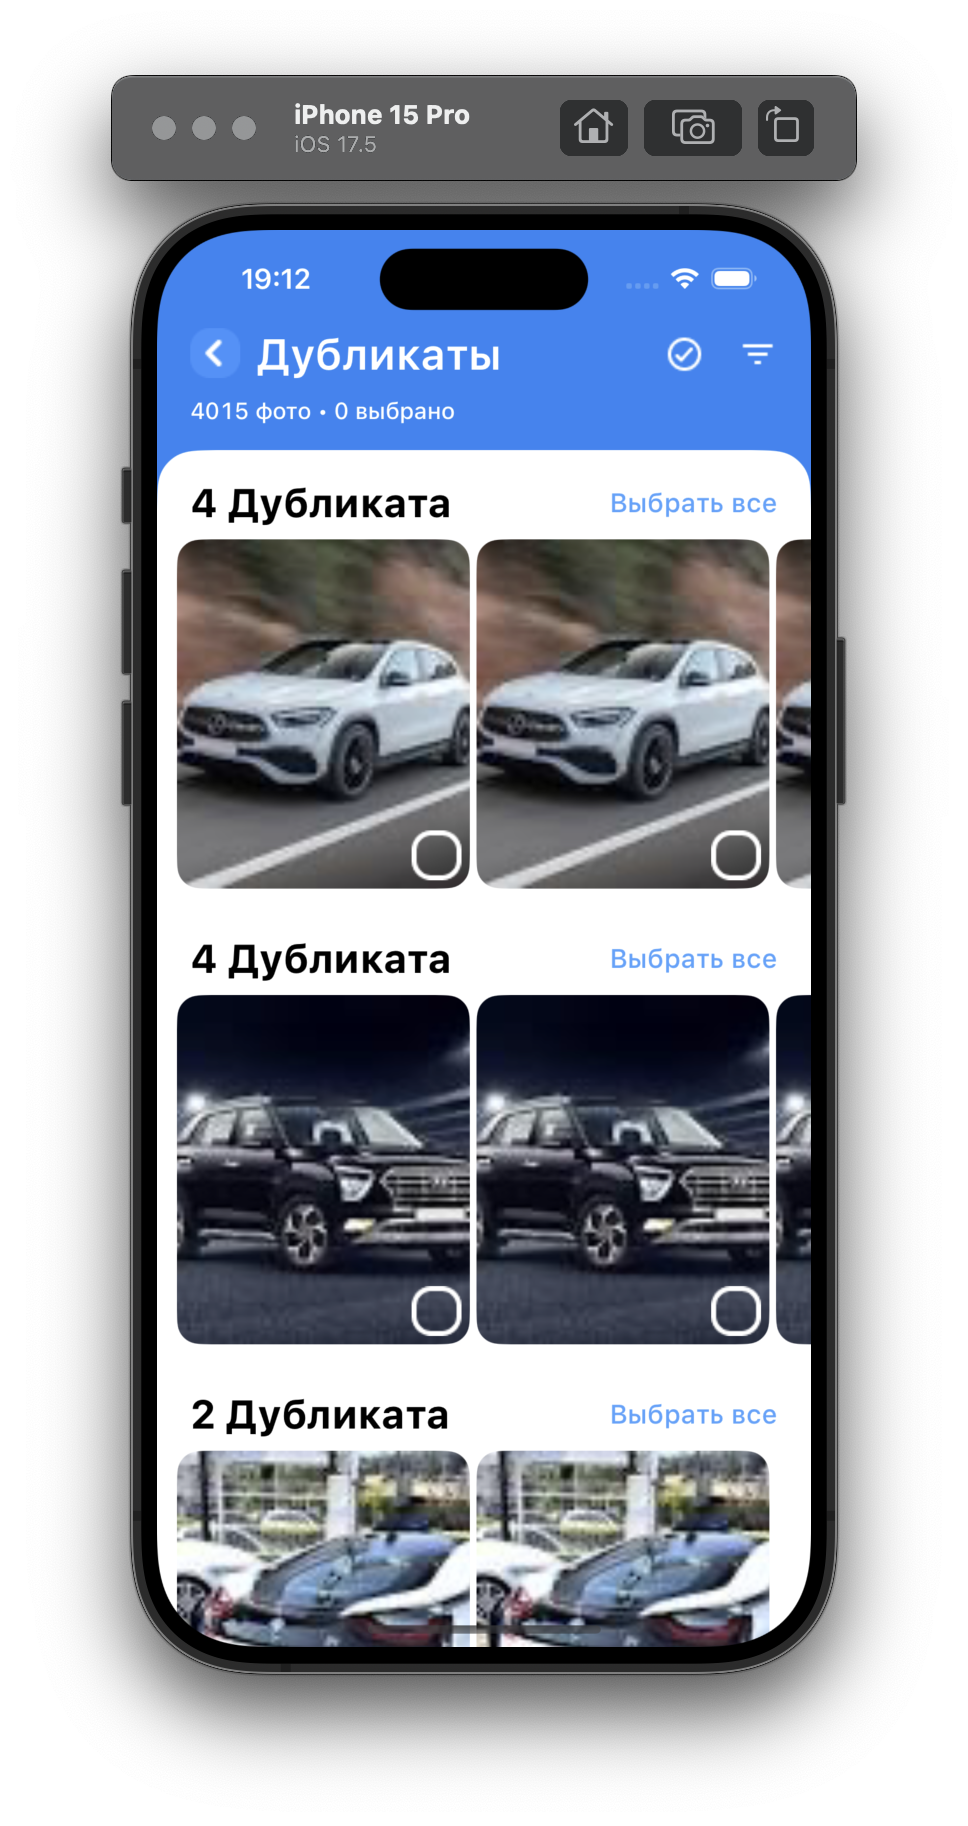 iPhone 15 Pro
iOS 17.5
19:12
Дубликаты
4015 фото • 0 выбрано
4 Дубликата
Выбрать все
4 Дубликата
Выбрать все
2 Дубликата
Выбрать все